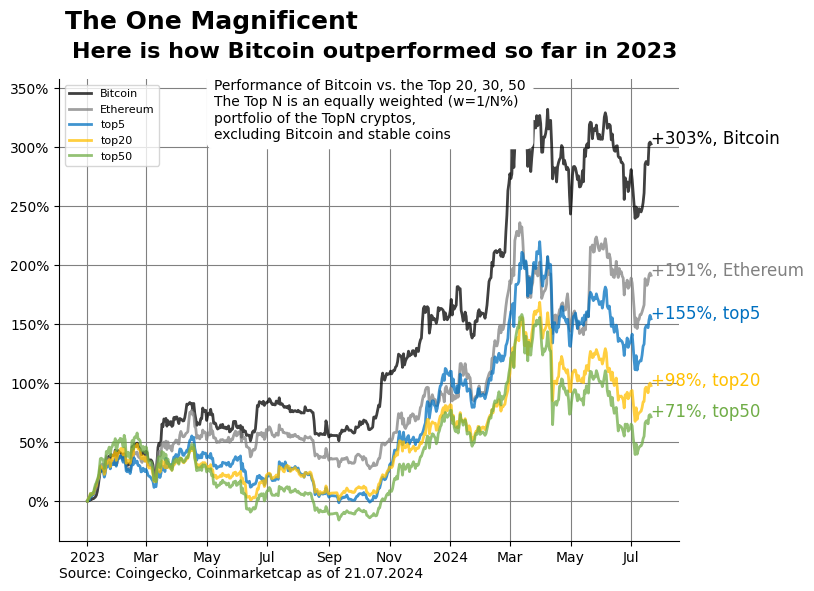 The One Magnificent
Here is how Bitcoin outperformed so far in 2023
350%
300%
250%
200%
150%
100%
50%
0%
Bitcoin
Ethereum
top5
top20
top50
Performance of Bitcoin vs. the Top 20, 30, 50
The Top N is an equally weighted (w=1/N%)
portfolio of the TopN cryptos,
excluding Bitcoin and stable coins
+303%, Bitcoin
+191%, Ethereum
+155%, top5
+98%, top20
+71%, top50
2023 Mar May Jul Sep Nov 2024 Mar May Jul
Source: Coingecko, Coinmarketcap as of 21.07.2024